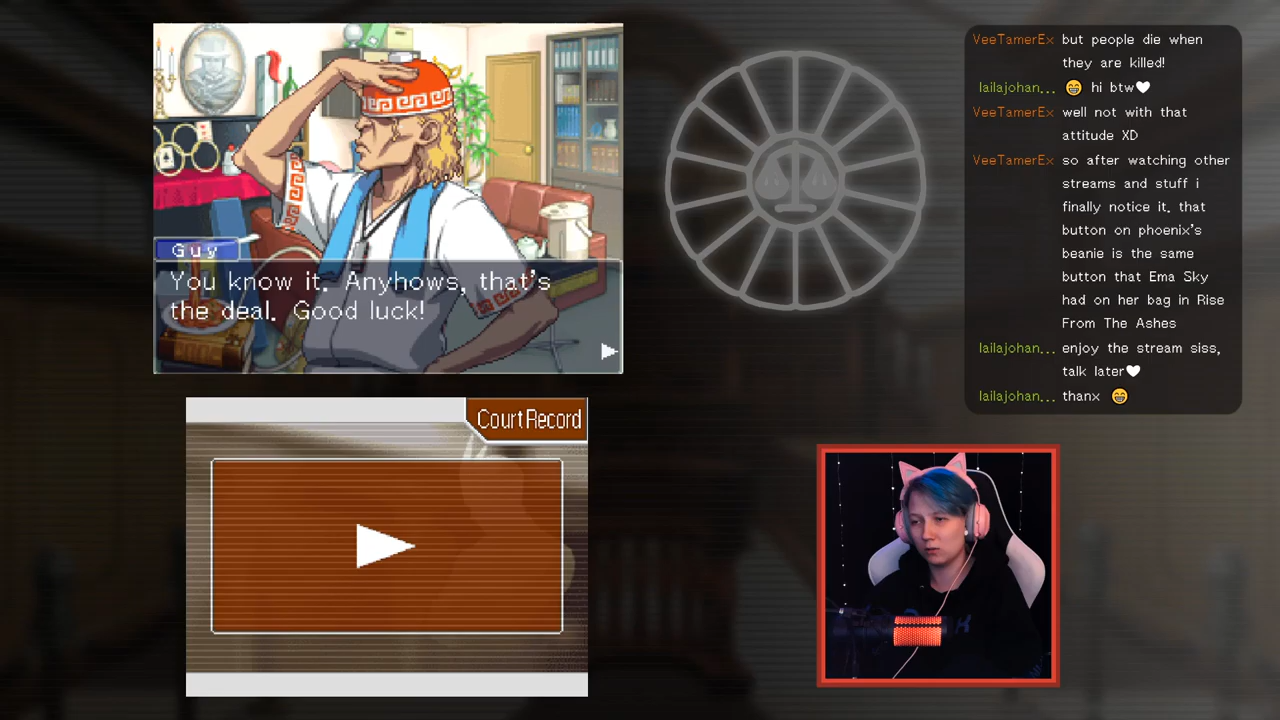 Guy
You know it. Anyhows, that's
the deal. Good luck!
Court Record
VeeTamerEx but people die when
they are killed!
lailajohan... 😁 hi btw🤍
VeeTamerEx well not with that
attitude XD
VeeTamerEx so after watching other
streams and stuff i
finally notice it. that
button on phoenix's
beanie is the same
button that Ema Sky
had on her bag in Rise
From The Ashes
lailajohan... enjoy the stream siss,
talk later🤍
lailajohan... thanx 😁